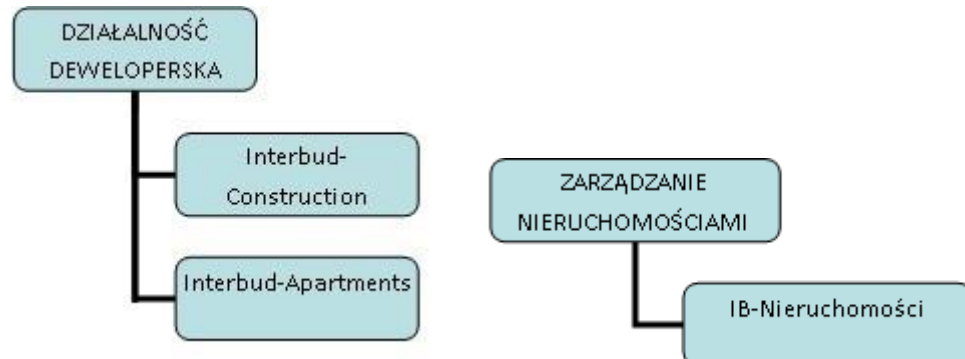 DZIAŁALNOŚĆ
DEWELOPERSKA
Interbud-
Construction
Interbud-Apartments
ZARZĄDZANIE
NIERUCHOMOŚCIAMI
IB-Nieruchomości